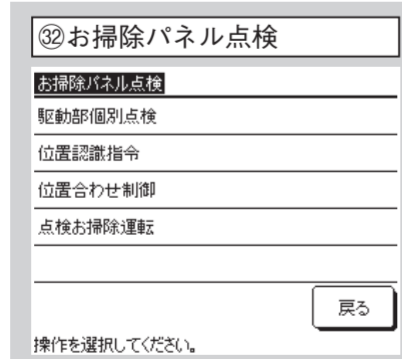 ㉜お掃除パネル点検
お掃除パネル点検
駆動部個別点検
位置認識指令
位置合わせ制御
点検お掃除運転
戻る
操作を選択してください。